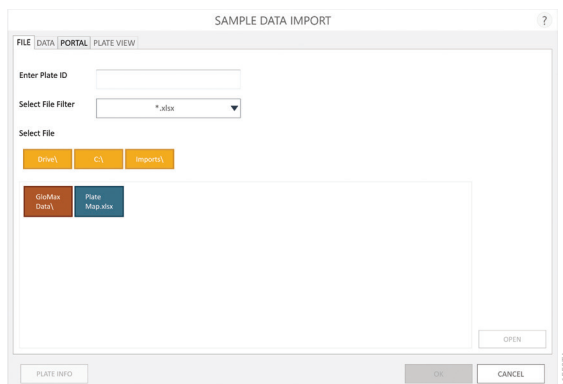 SAMPLE DATA IMPORT
?
FILE DATA PORTAL PLATE VIEW
Enter Plate ID
Select File Filter
*.xlsx
Select File
Drive\ C:\ Imports\
GloMax
Data\
Plate
Map.xlsx
OPEN
PLATE INFO OK CANCEL